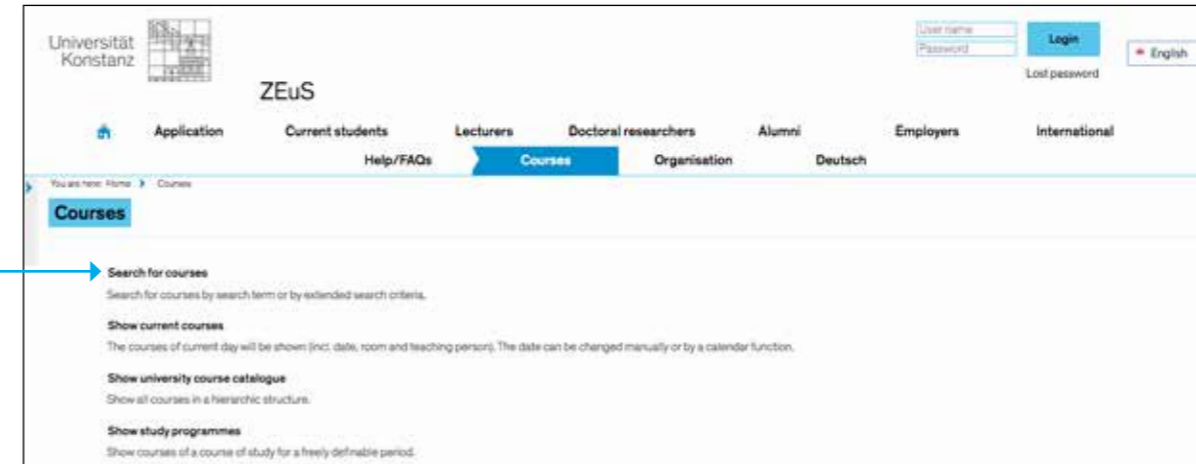 Universität
Konstanz
User name
Password
Login
Lost password
English
ZEuS
Application Current students Lecturers Doctoral researchers Alumni Employers International
Help/FAQs Courses Organisation Deutsch
You are here: Home Courses
Courses
Search for courses
Search for courses by search term or by extended search criteria.
Show current courses
The courses of current day will be shown (incl. date, room and teaching person). The date can be changed manually or by a calendar function.
Show university course catalogue
Show all courses in a hierarchic structure.
Show study programmes
Show courses of a course of study for a freely definable period.